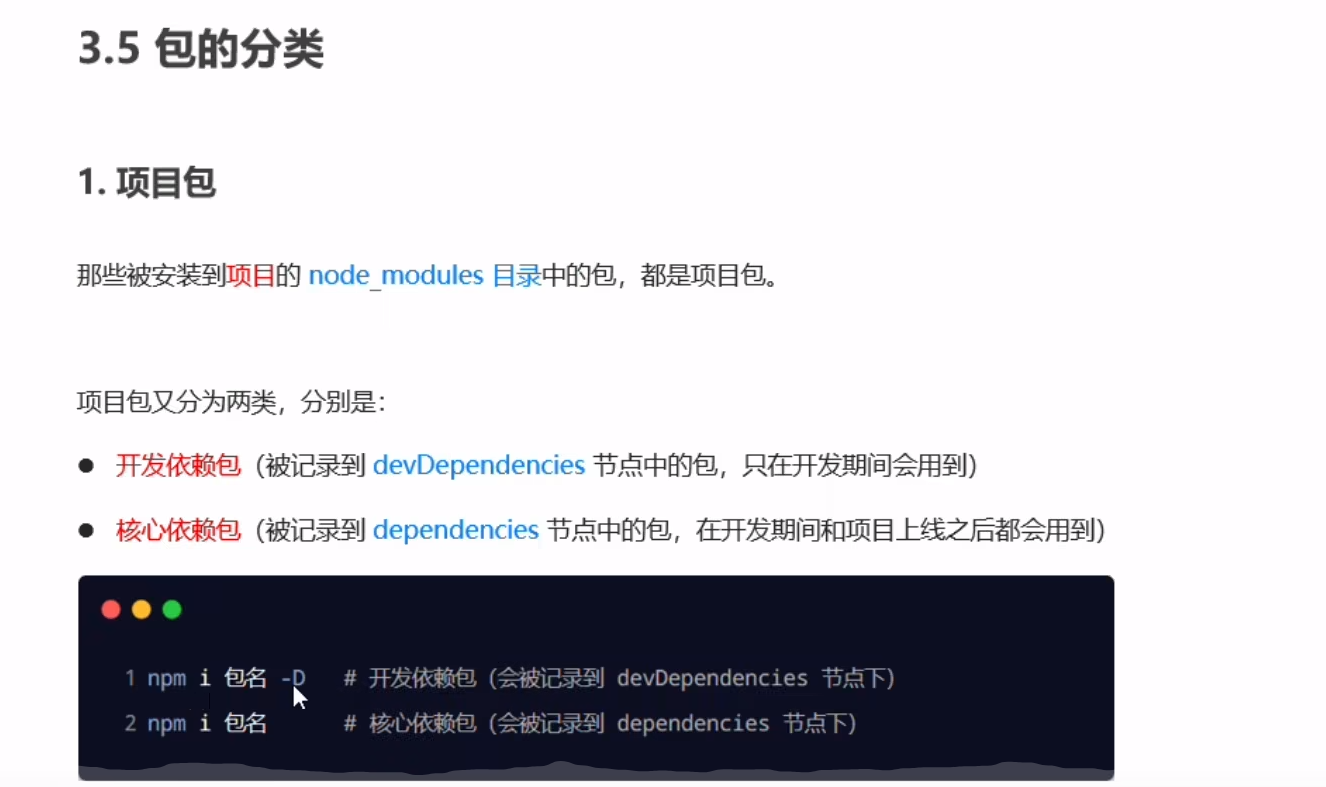 3.5 包的分类
1. 项目包
那些被安装到项目的 node_modules 目录中的包，都是项目包。
项目包又分为两类，分别是：
● 开发依赖包（被记录到 devDependencies 节点中的包，只在开发期间会用到）
● 核心依赖包（被记录到 dependencies 节点中的包，在开发期间和项目上线之后都会用到）
1 npm i 包名 -D # 开发依赖包（会被记录到 devDependencies 节点下）
2 npm i 包名 # 核心依赖包（会被记录到 dependencies 节点下）